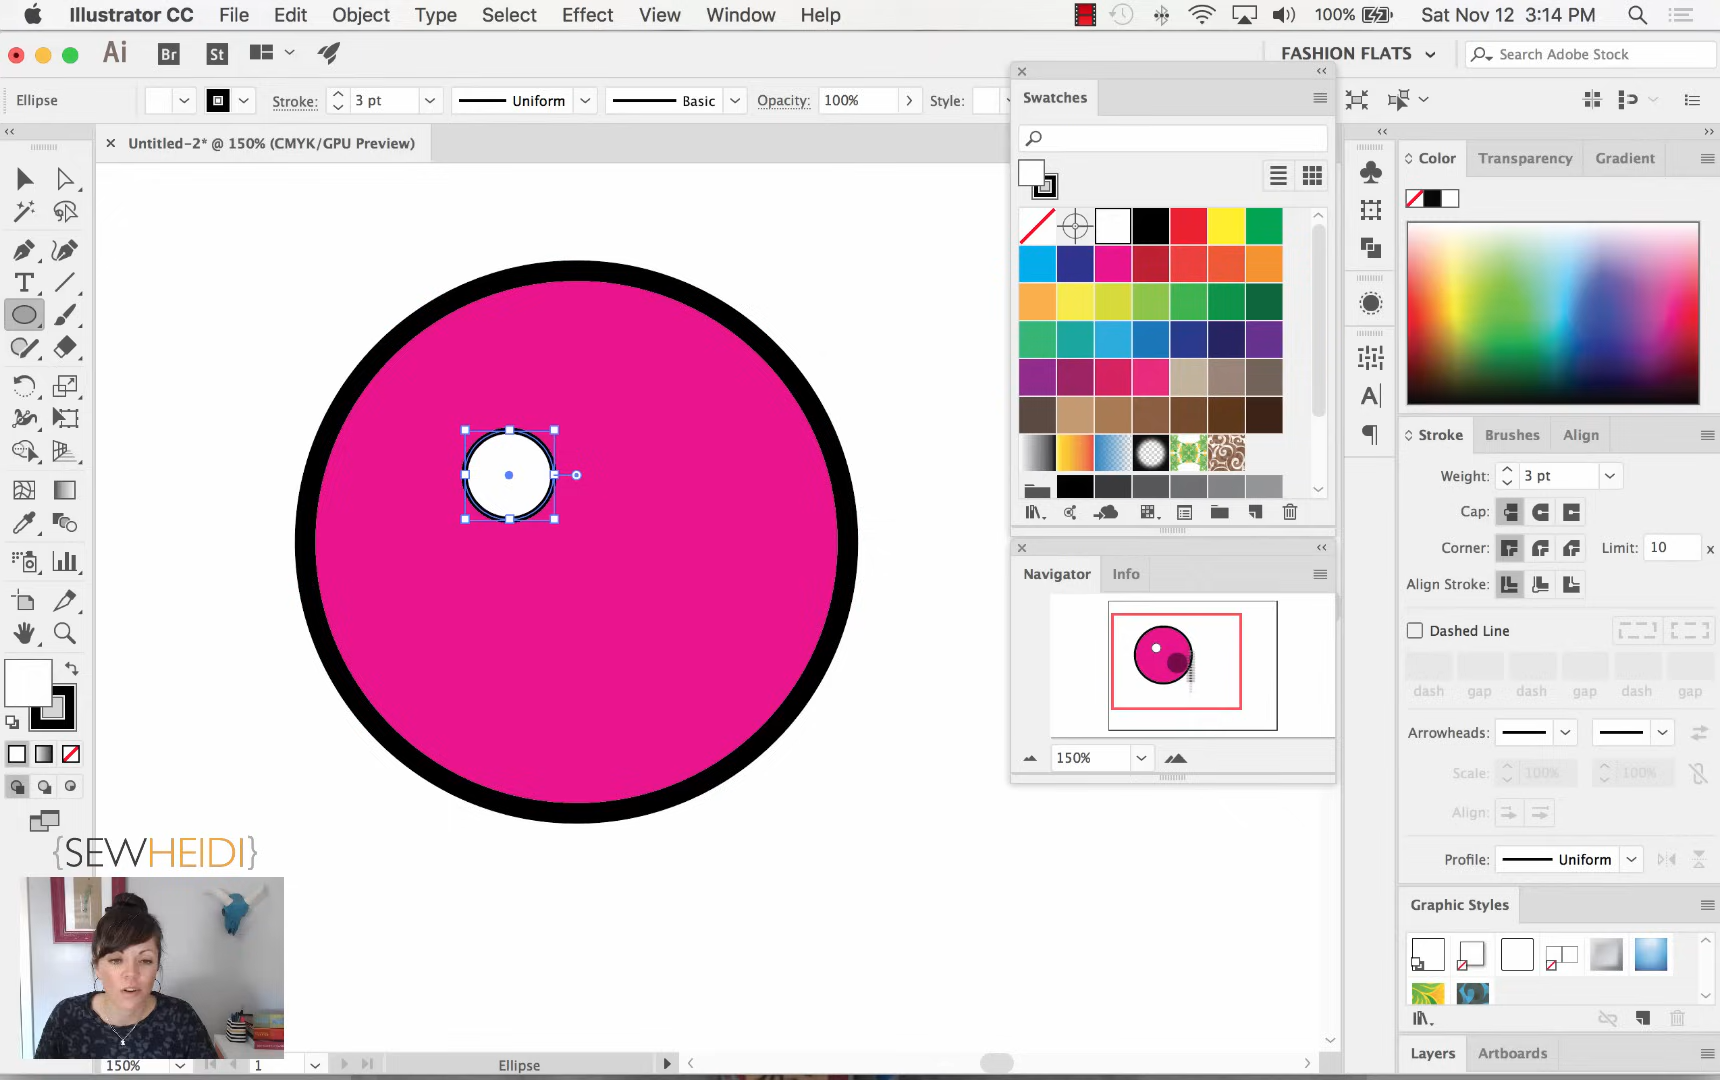 Illustrator CC File Edit Object Type Select Effect View Window Help 100% Sat Nov 12 3:14 PM
Ai Br St FASHION FLATS Search Adobe Stock
Ellipse Stroke: 3 pt Uniform Basic Opacity: 100% Style:
Untitled-2* @ 150% (CMYK/GPU Preview)
Swatches
Navigator Info
150%
Color Transparency Gradient
Stroke Brushes Align
Weight: 3 pt
Cap:
Corner: Limit: 10 x
Align Stroke:
Dashed Line
dash gap dash gap dash gap
Arrowheads:
Scale: 100% 100%
Align:
Profile: Uniform
Graphic Styles
Layers Artboards
{SEWHEIDI}
150% 1 Ellipse